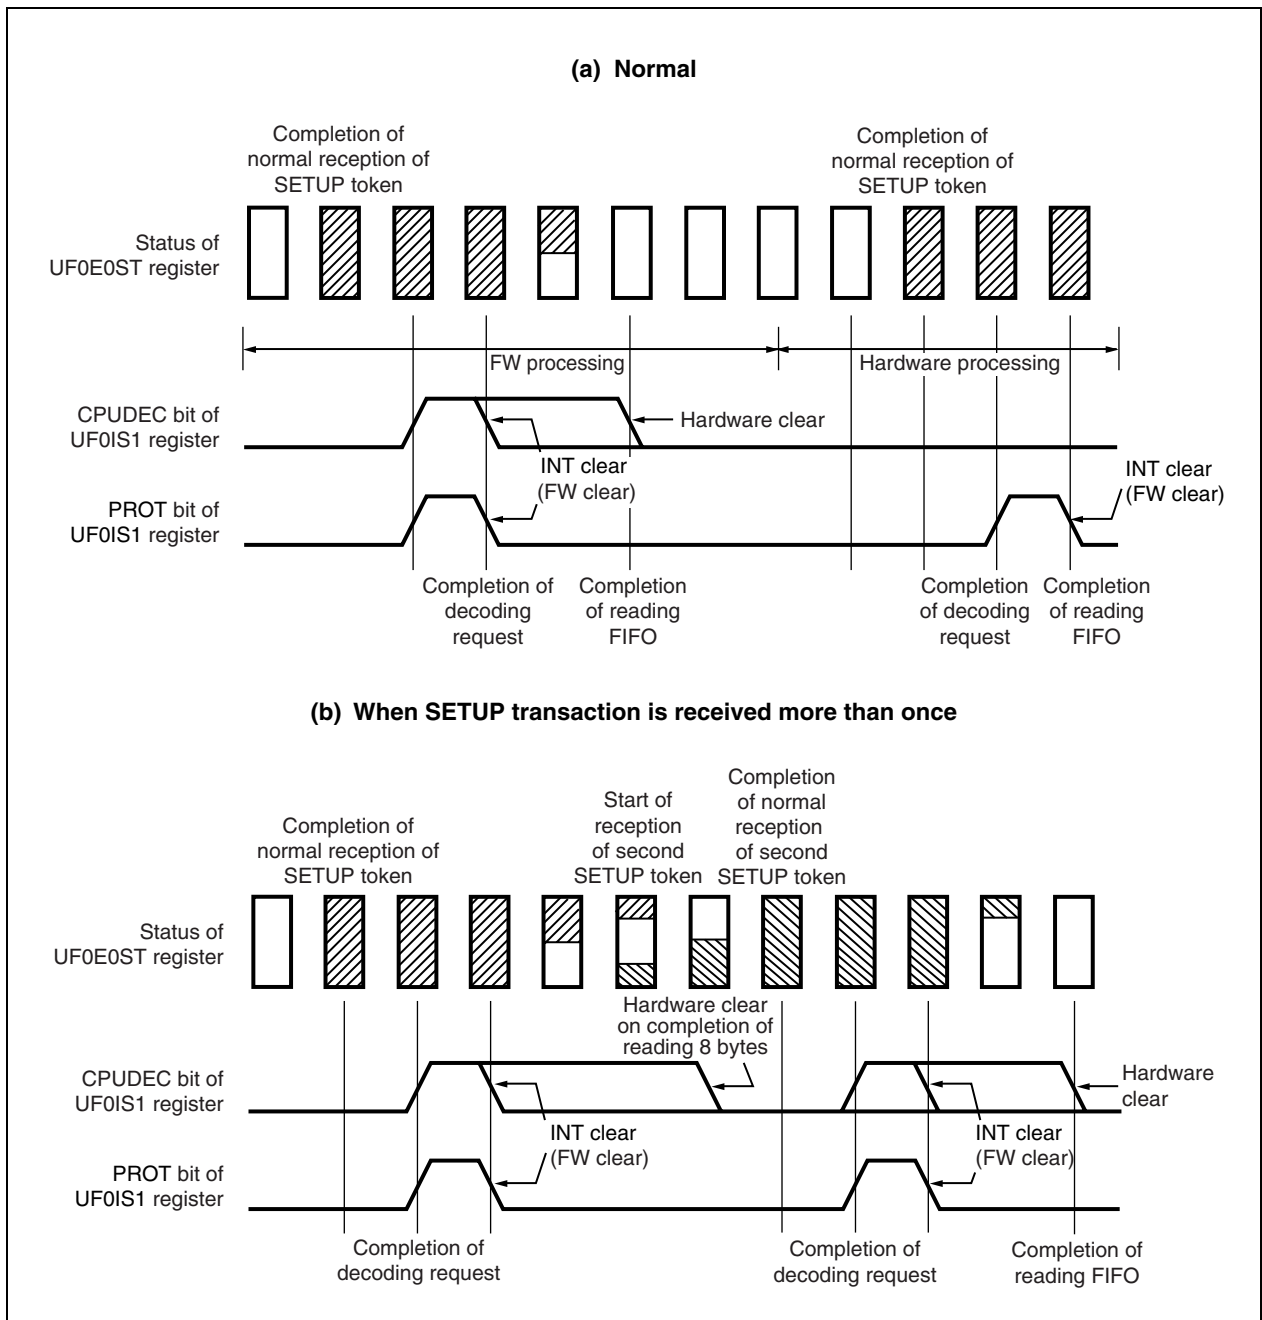 (a) Normal
Completion of
normal reception of
SETUP token
Completion of
normal reception of
SETUP token
Status of
UF0E0ST register
FW processing
Hardware processing
CPUDEC bit of
UF0IS1 register
Hardware clear
INT clear
(FW clear)
INT clear
(FW clear)
PROT bit of
UF0IS1 register
Completion of
decoding
request
Completion
of reading
FIFO
Completion
of decoding
request
Completion
of reading
FIFO
(b) When SETUP transaction is received more than once
Completion of
normal reception of
SETUP token
Start of
reception
of second
SETUP token
Completion
of normal
reception
of second
SETUP token
Status of
UF0E0ST register
Hardware clear
on completion of
reading 8 bytes
CPUDEC bit of
UF0IS1 register
Hardware
clear
INT clear
(FW clear)
INT clear
(FW clear)
PROT bit of
UF0IS1 register
Completion of
decoding request
Completion of
decoding request
Completion of
reading FIFO